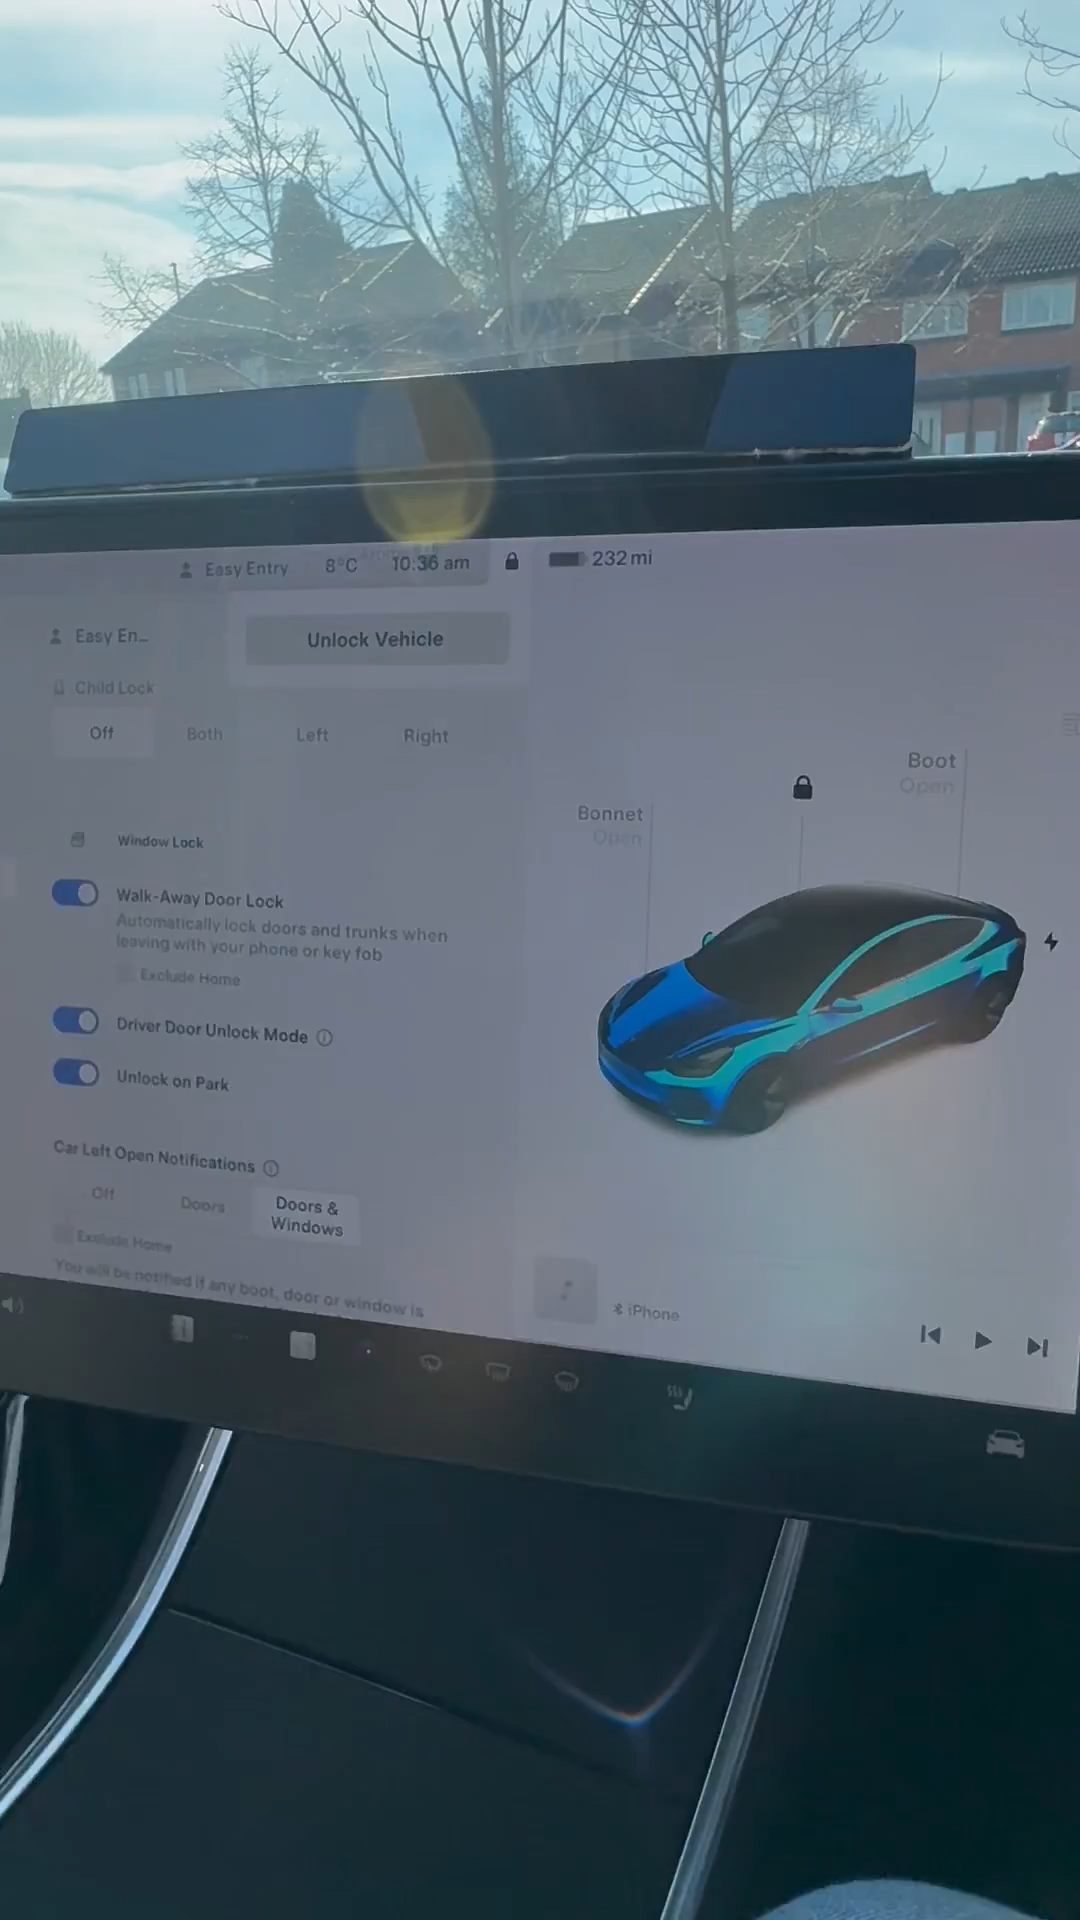 Easy Entry 8°C 10:36 am 232 mi
Easy En...
Unlock Vehicle
Child Lock
Off Both Left Right
Window Lock
Walk-Away Door Lock
Automatically lock doors and trunks when
leaving with your phone or key fob
Exclude Home
Driver Door Unlock Mode
Unlock on Park
Car Left Open Notifications
Off Doors Doors &
Windows
Exclude Home
You will be notified if any boot, door or window is
Bonnet
Open
Boot
Open
iPhone